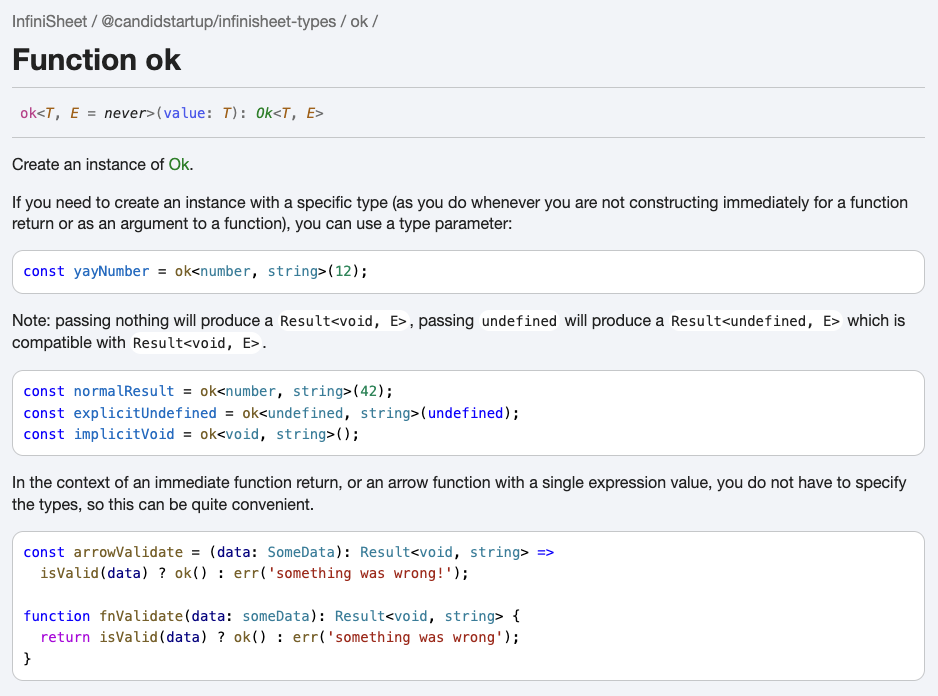 InfiniSheet / @candidstartup/infinisheet-types / ok /
Function ok
ok<T, E = never>(value: T): Ok<T, E>
Create an instance of Ok.
If you need to create an instance with a specific type (as you do whenever you are not constructing immediately for a function
return or as an argument to a function), you can use a type parameter:
const yayNumber = ok<number, string>(12);
Note: passing nothing will produce a Result<void, E>, passing undefined will produce a Result<undefined, E> which is
compatible with Result<void, E>.
const normalResult = ok<number, string>(42);
const explicitUndefined = ok<undefined, string>(undefined);
const implicitVoid = ok<void, string>();
In the context of an immediate function return, or an arrow function with a single expression value, you do not have to specify
the types, so this can be quite convenient.
const arrowValidate = (data: SomeData): Result<void, string> =>
  isValid(data) ? ok() : err('something was wrong!');
function fnValidate(data: someData): Result<void, string> {
  return isValid(data) ? ok() : err('something was wrong');
}